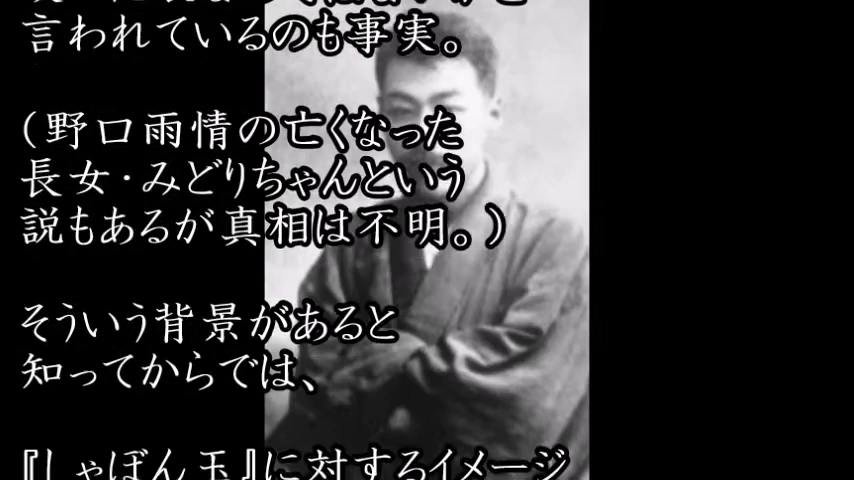 言われているのも事実。
(野口雨情の亡くなった
長女・みどりちゃんという
説もあるが真相は不明。)
そういう背景があると
知ってからでは、
『しゃぼん玉』に対するイメージ